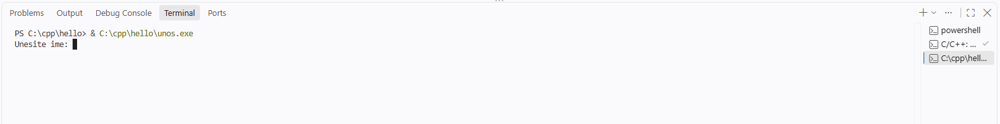 Problems Output Debug Console Terminal Ports
PS C:\cpp\hello> & C:\cpp\hello\unos.exe
Unesite ime:
powershell
C/C++: ...
C:\cpp\hell...